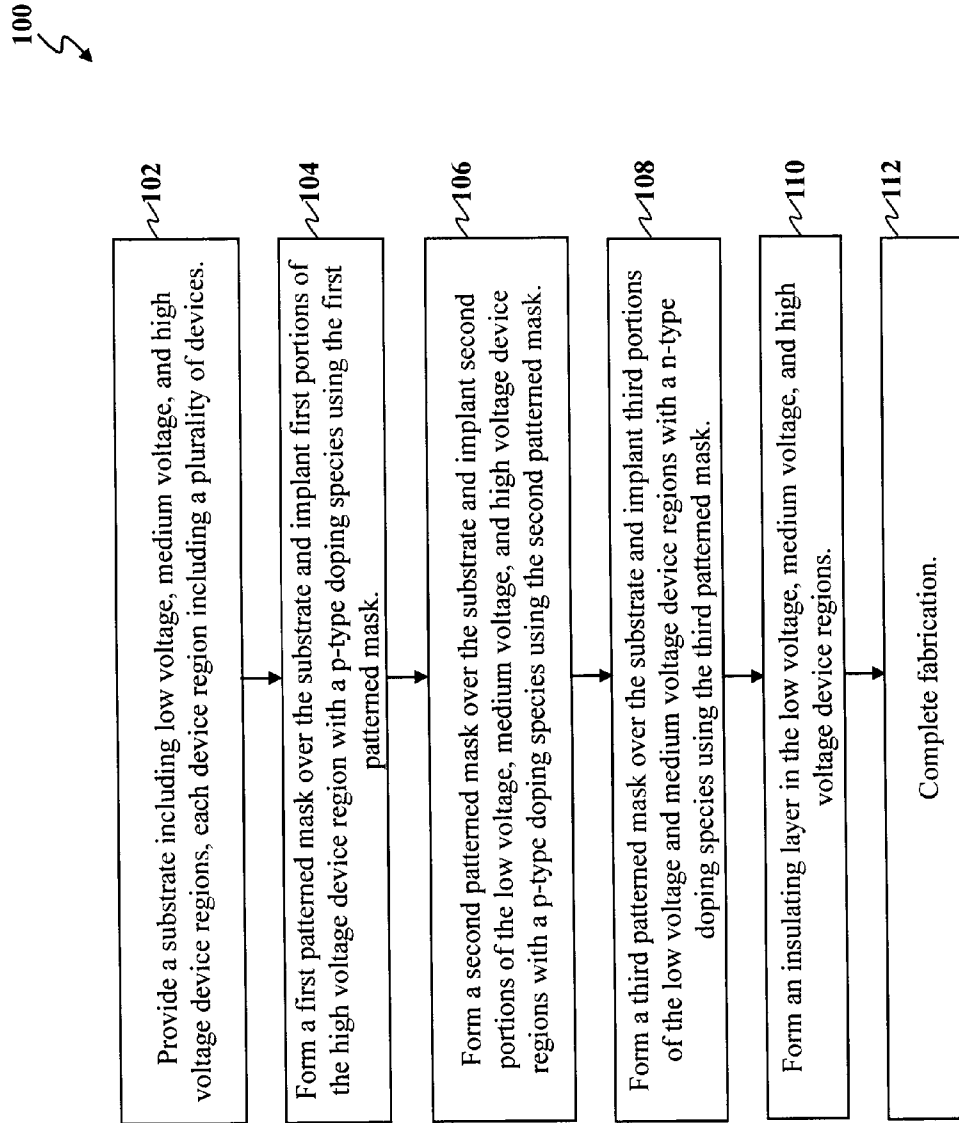 100
Provide a substrate including low voltage, medium voltage, and high
voltage device regions, each device region including a plurality of devices.
102
Form a first patterned mask over the substrate and implant first portions of
the high voltage device region with a p-type doping species using the first
patterned mask.
104
Form a second patterned mask over the substrate and implant second
portions of the low voltage, medium voltage, and high voltage device
regions with a p-type doping species using the second patterned mask.
106
Form a third patterned mask over the substrate and implant third portions
of the low voltage and medium voltage device regions with a n-type
doping species using the third patterned mask.
108
Form an insulating layer in the low voltage, medium voltage, and high
voltage device regions.
110
Complete fabrication.
112